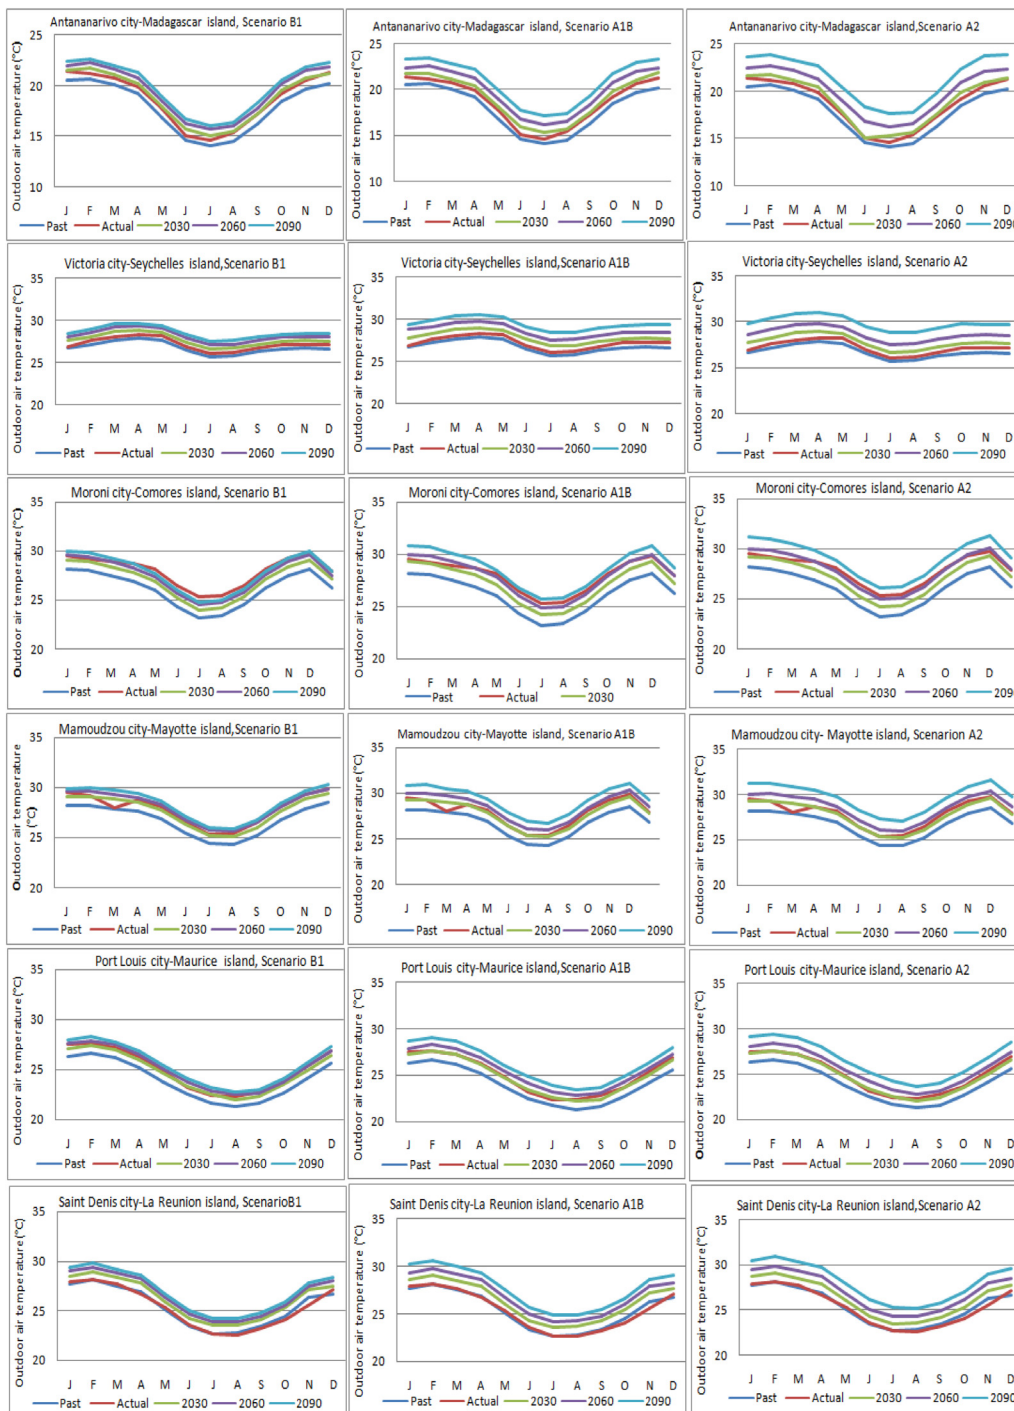 Antananarivo city-Madagascar island, Scenario B1
Outdoor air temperature (°C)
25
20
15
10
J F M A M J J A S O N D
Past Actual 2030 2060 2090
Antananarivo city-Madagascar island, Scenario A1B
Outdoor air temperature (°C)
25
20
15
10
J F M A M J J A S O N D
Past Actual 2030 2060 2090
Antananarivo city-Madagascar island,Scenario A2
Outdoor air temperature (°C)
25
20
15
10
J F M A M J J A S O N D
Past Actual 2030 2060 2090
Victoria city-Seychelles island,Scenario B1
Outdoor air temperature (°C)
35
30
25
20
J F M A M J J A S O N D
Past Actual 2030 2060 2090
Victoria city-Seychelles island, Scenario A1B
Outdoor air temperature (°C)
35
30
25
20
J F M A M J J A S O N D
Past Actual 2030 2060 2090
Victoria city-Seychelles island, Scenario A2
Outdoor air temperature (°C)
35
30
25
20
J F M A M J J A S O N D
Past Actual 2030 2060 2090
Moroni city-Comores island, Scenario B1
Outdoor air temperature (°C)
35
30
25
20
J F M A M J J A S O N D
Past Actual 2030 2060 2090
Moroni city-Comores island, Scenario A1B
Outdoor air temperature (°C)
35
30
25
20
J F M A M J J A S O N D
Past Actual 2030
Moroni city-Comores island, Scenario A2
Outdoor air temperature (°C)
35
30
25
20
J F M A M J J A S O N D
Past Actual 2030 2060 2090
Mamoudzou city-Mayotte island,Scenario B1
Outdoor air temperature (°c)
35
30
25
20
J F M A M J J A S O N D
Past Actual 2030 2060 2090
Mamoudzou city-Mayotte island, Scenario A1B
Outdoor air temperature (°C)
35
30
25
20
J F M A M J J A S O N D
Past Actual 2030 2060 2090
Mamoudzou city- Mayotte island, Scenarion A2
Outdoor air temperature (°C)
35
30
25
20
J F M A M J J A S O N D
Past Actual 2030 2060 2090
Port Louis city-Maurice island, Scenario B1
Outdoor air temperature (°C)
35
30
25
20
J F M A M J J A S O N D
Past Actual 2030 2060 2090
Port Louis city-Maurice island,Scenario A1B
Outdoor air temperature (°C)
35
30
25
20
J F M A M J J A S O N D
Past Actual 2030 2060 2090
Port Louis city-Maurice island, Scenario A2
Outdoor air temperature (°C)
35
30
25
20
J F M A M J J A S O N D
Past Actual 2030 2060 2090
Saint Denis city-La Reunion island, ScenarioB1
Outdoor air temperature (°C)
35
30
25
20
J F M A M J J A S O N D
Past Actual 2030 2060 2090
Saint Denis city-La Reunion island, Scenario A1B
Outdoor air temperature (°C)
35
30
25
20
J F M A M J J A S O N D
Past Actual 2030 2060 2090
Saint Denis city-La Reunion island,Scenario A2
Outdoor air temperature (°C)
35
30
25
20
J F M A M J J A S O N D
Past Actual 2030 2060 2090